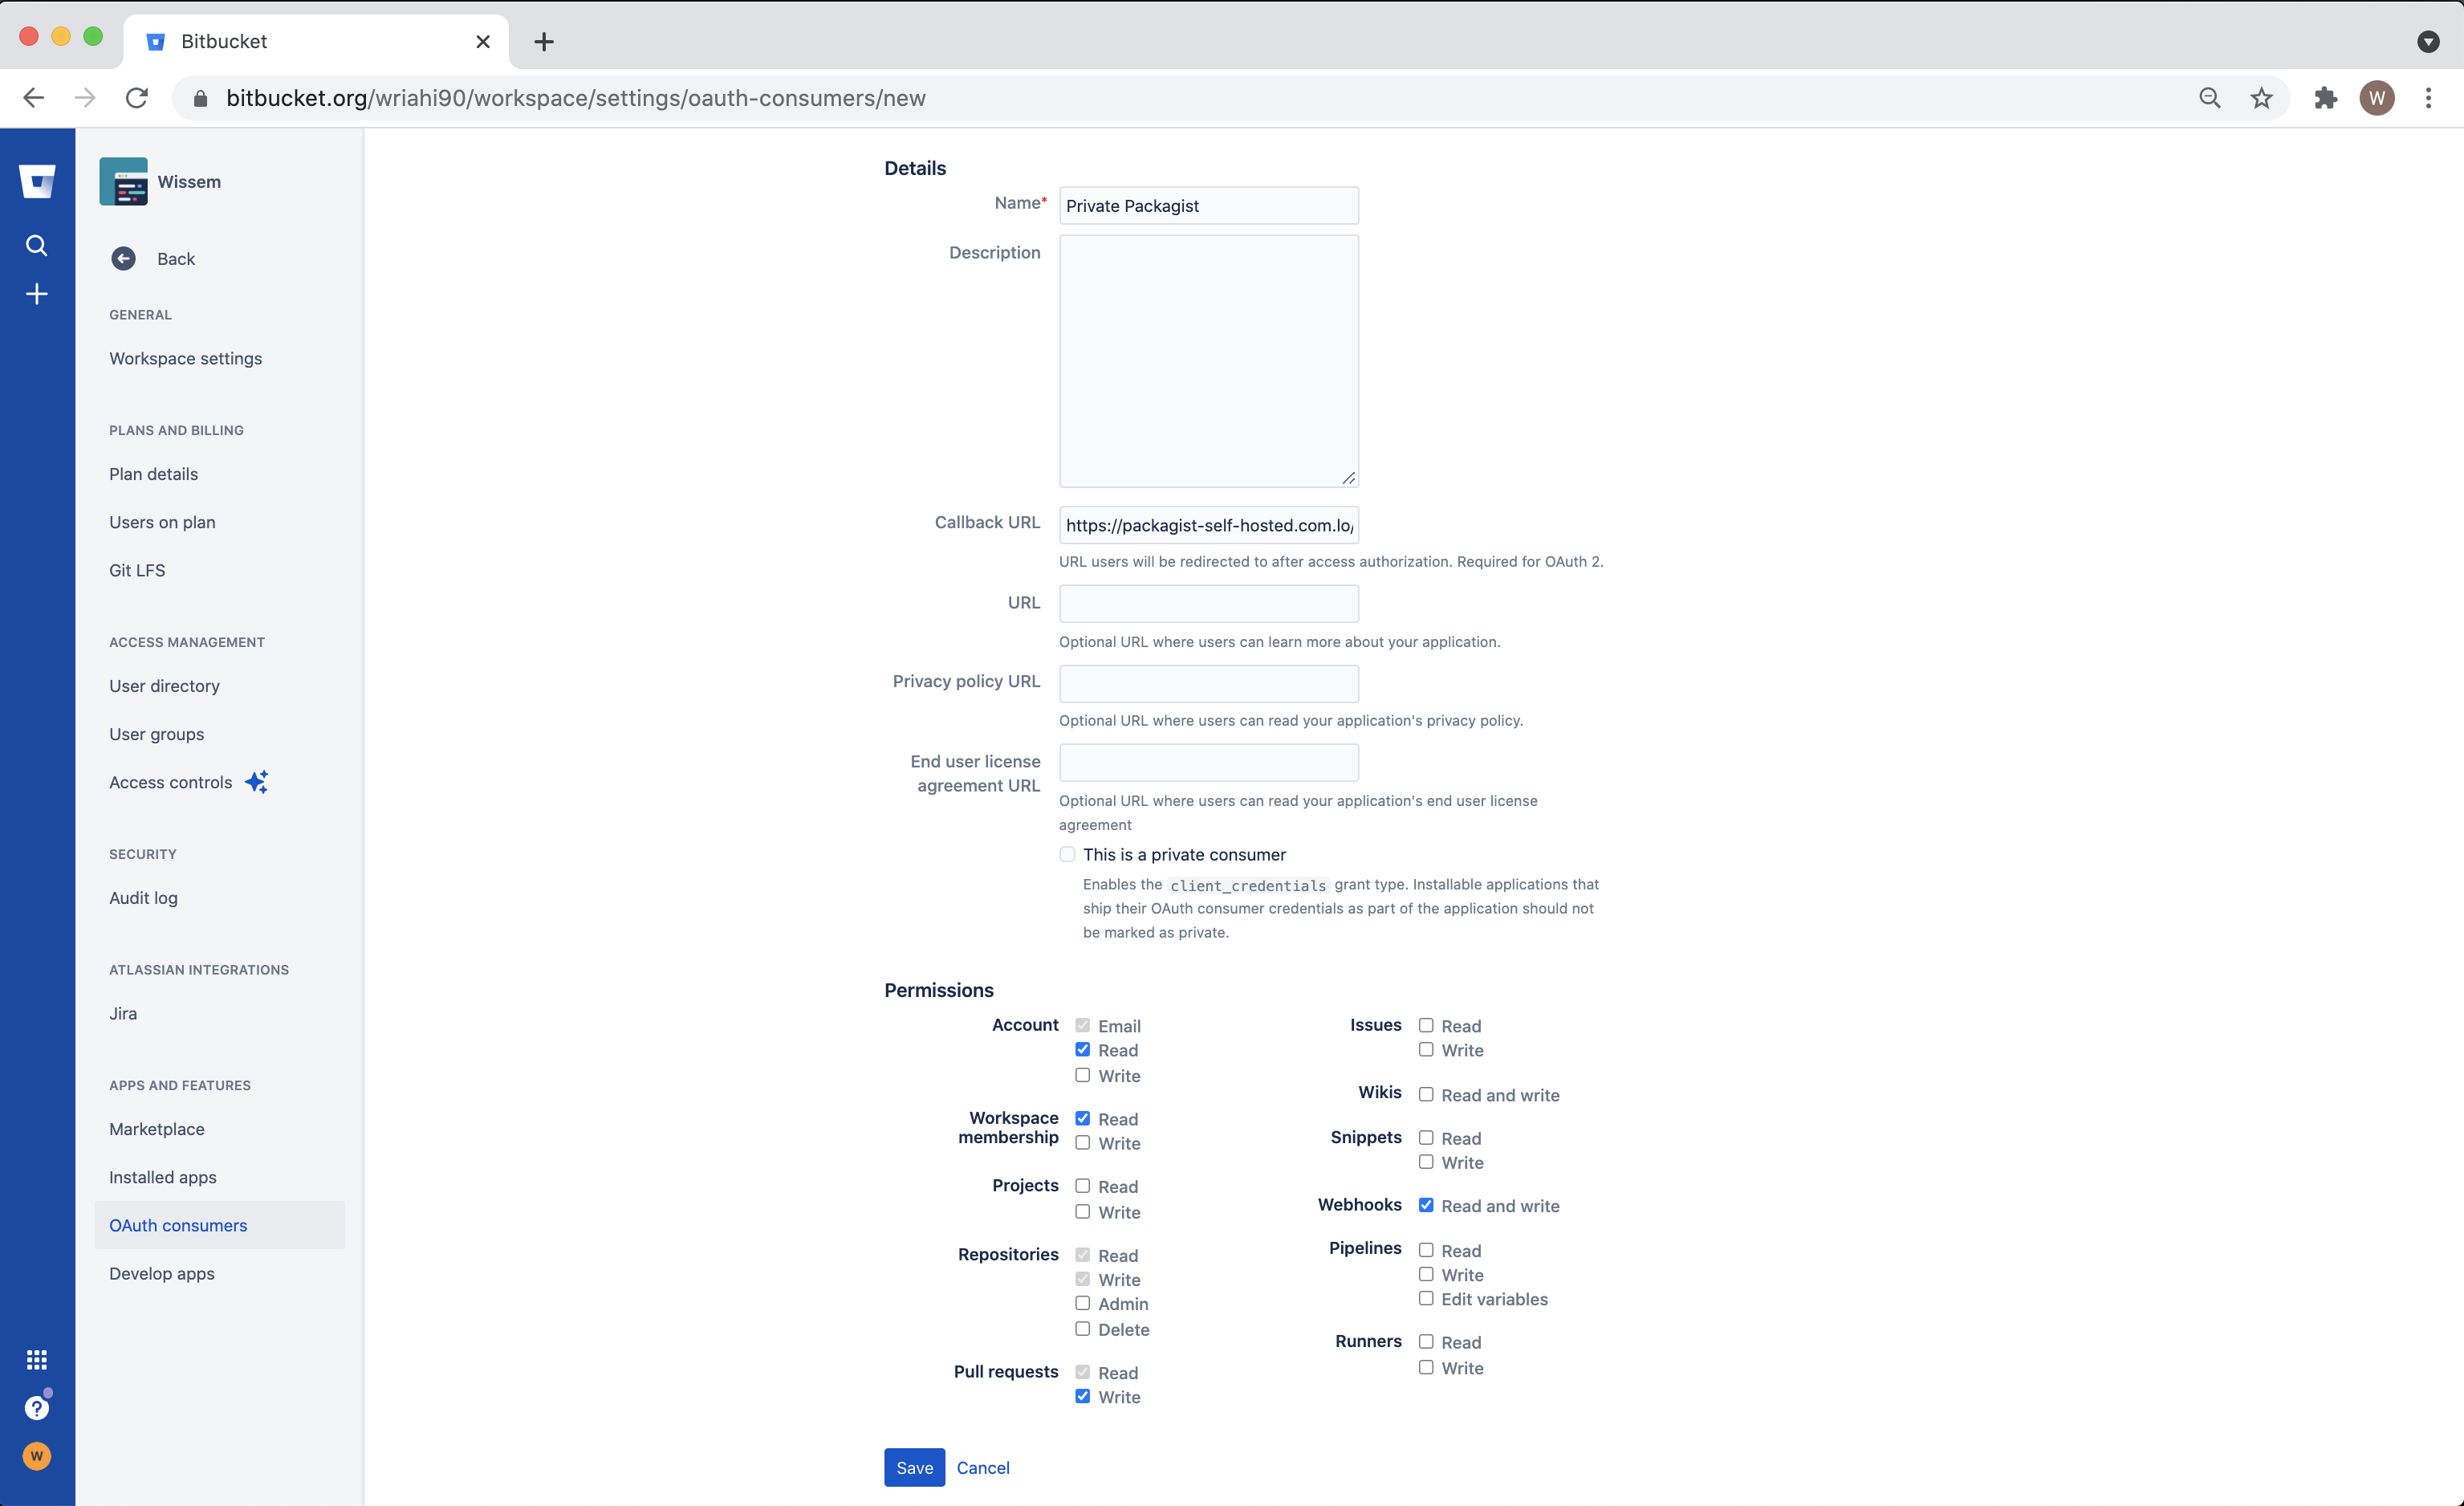 Bitbucket
bitbucket.org/wriahi90/workspace/settings/oauth-consumers/new
W
Wissem
Back
GENERAL
Workspace settings
PLANS AND BILLING
Plan details
Users on plan
Git LFS
ACCESS MANAGEMENT
User directory
User groups
Access controls
SECURITY
Audit log
ATLASSIAN INTEGRATIONS
Jira
APPS AND FEATURES
Marketplace
Installed apps
OAuth consumers
Develop apps
W
Details
Name*
Private Packagist
Description
Callback URL
https://packagist-self-hosted.com.lo/
URL users will be redirected to after access authorization. Required for OAuth 2.
URL
Optional URL where users can learn more about your application.
Privacy policy URL
Optional URL where users can read your application's privacy policy.
End user license
agreement URL
Optional URL where users can read your application's end user license
agreement
This is a private consumer
Enables the client_credentials grant type. Installable applications that
ship their OAuth consumer credentials as part of the application should not
be marked as private.
Permissions
Account
Email
Read
Write
Workspace
membership
Read
Write
Projects
Read
Write
Repositories
Read
Write
Admin
Delete
Pull requests
Read
Write
Issues
Read
Write
Wikis
Read and write
Snippets
Read
Write
Webhooks
Read and write
Pipelines
Read
Write
Edit variables
Runners
Read
Write
Save
Cancel